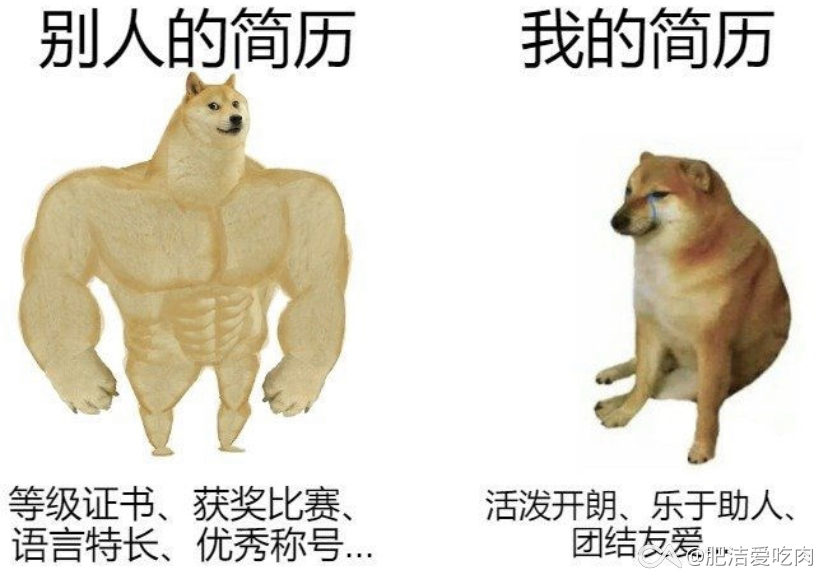 别人的简历
我的简历
等级证书、获奖比赛、
语言特长、优秀称号...
活泼开朗、乐于助人、
团结友爱...
@肥洁爱吃肉